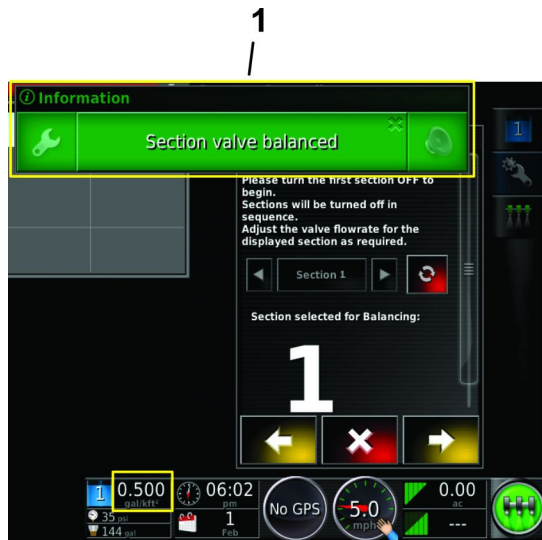 1
Information
Section valve balanced
1
Please turn the first section OFF to
begin.
Sections will be turned off in
sequence.
Adjust the valve flowrate for the
displayed section as required.
Section 1
Section selected for Balancing:
1
1 0.500 gal/kft²
35 psi
144 gal
06:02 pm
1 Feb
No GPS
5.0 mph
0.00 ac
---